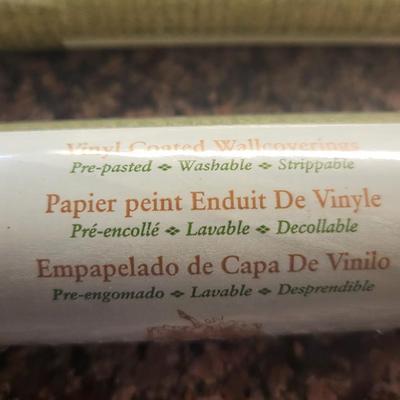 Vinyl Coated Wallcoverings
Pre-pasted ❖ Washable ❖ Strippable
Papier peint Enduit De Vinyle
Pré-encollé ❖ Lavable ❖ Decollable
Empapelado de Capa De Vinilo
Pre-engomado ❖ Lavable ❖ Desprendible